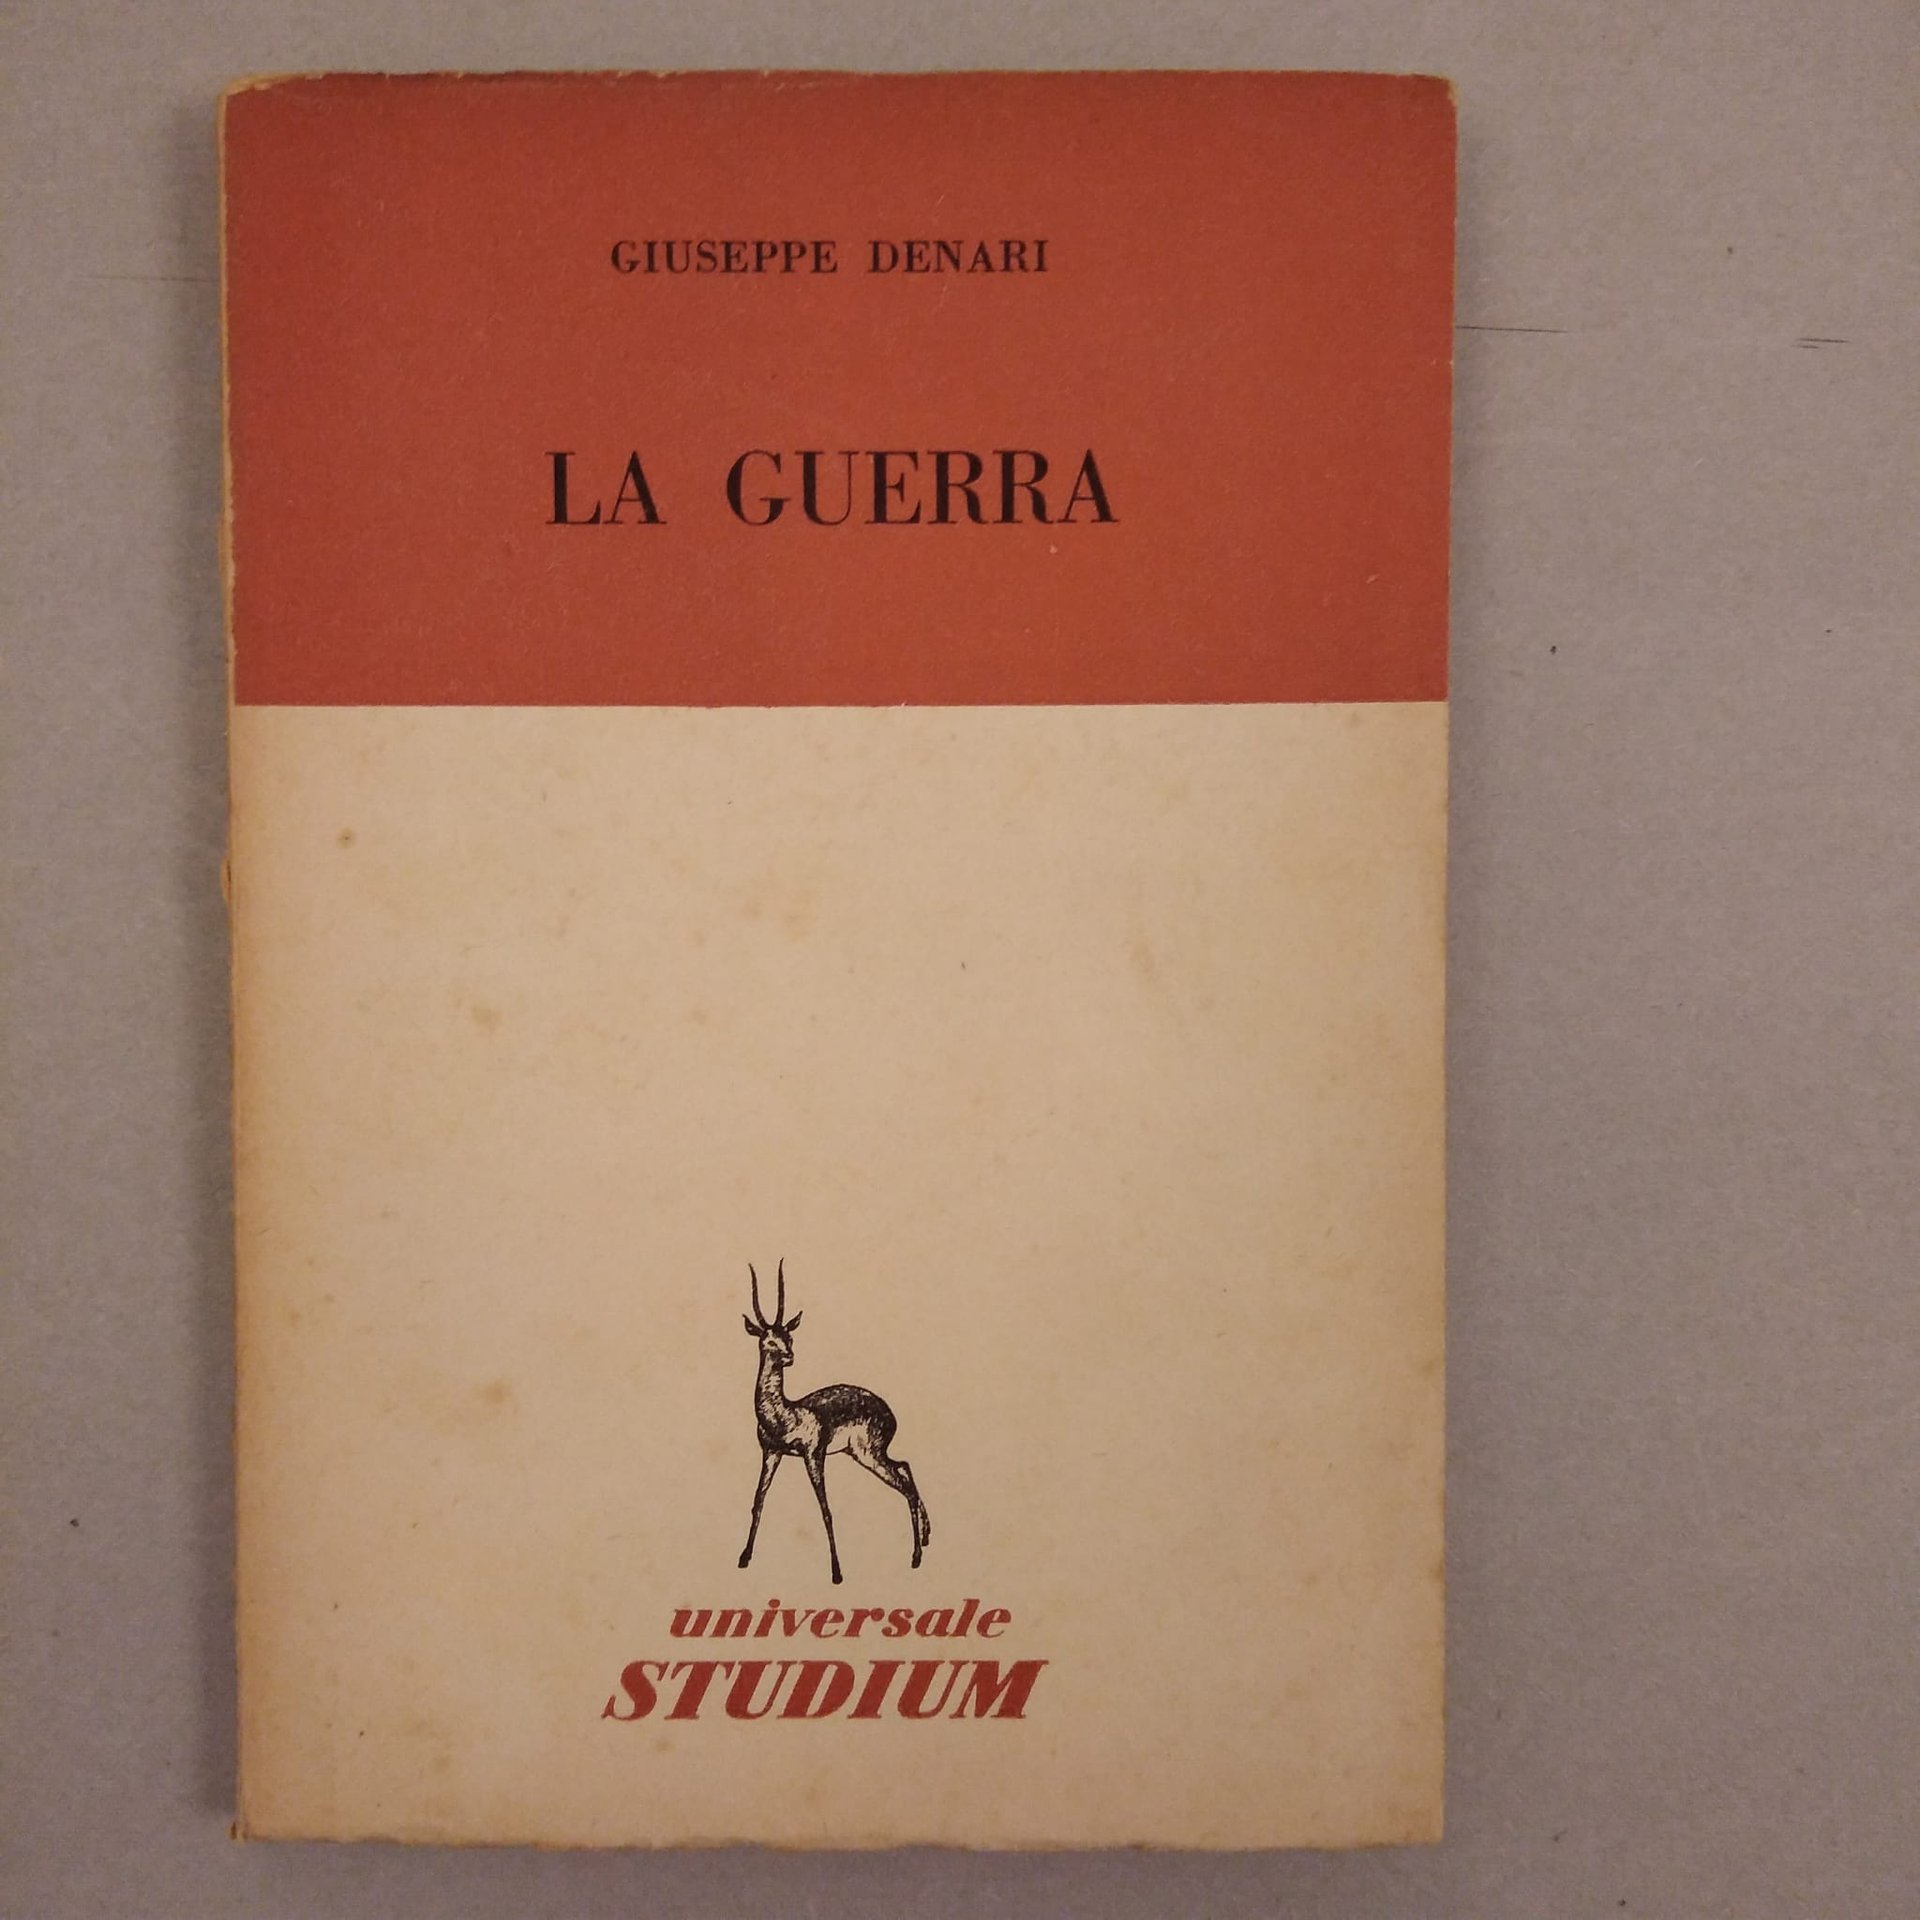 GIUSEPPE DENARI
LA GUERRA
universale
STUDIUM